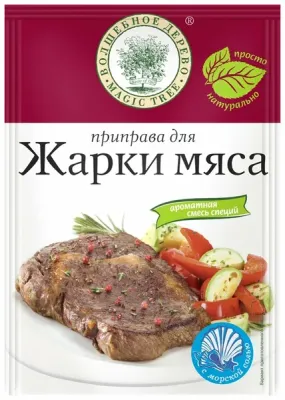 ВОЛШЕБНОЕ ДЕРЕВО
MAGIC TREE
просто
натурально
приправа для
Жарки мяса
ароматная
смесь специй
с морской солью